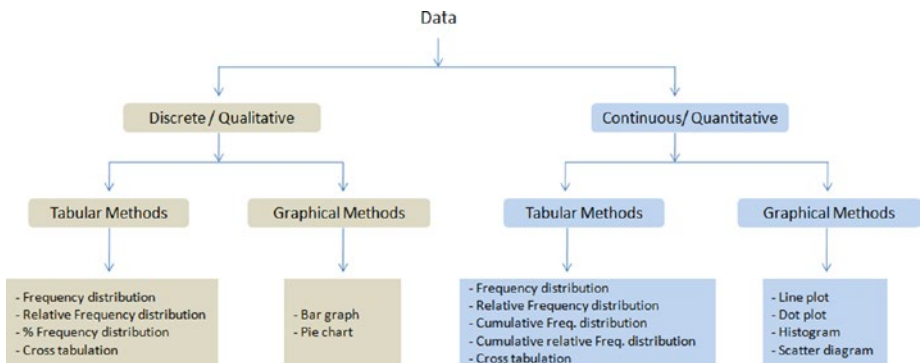 Data
Discrete / Qualitative
Continuous/ Quantitative
Tabular Methods
Graphical Methods
Tabular Methods
Graphical Methods
- Frequency distribution
- Relative Frequency distribution
- % Frequency distribution
- Cross tabulation
- Bar graph
- Pie chart
- Frequency distribution
- Relative Frequency distribution
- Cumulative Freq. distribution
- Cumulative relative Freq. distribution
- Cross tabulation
- Line plot
- Dot plot
- Histogram
- Scatter diagram